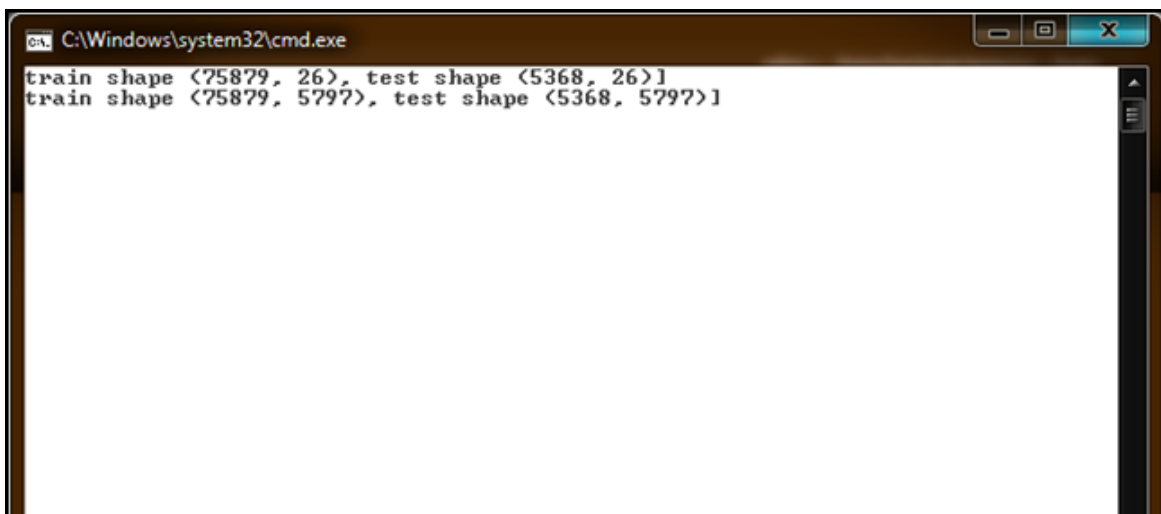 C:\Windows\system32\cmd.exe
train shape (75879, 26), test shape (5368, 26)]
train shape (75879, 5797), test shape (5368, 5797)]